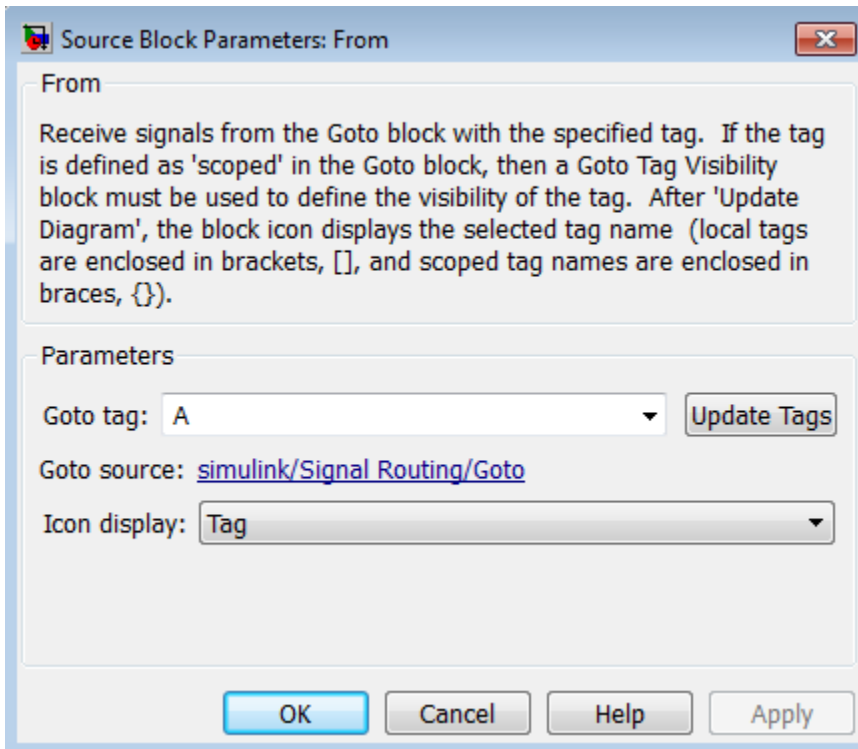 Source Block Parameters: From
From
Receive signals from the Goto block with the specified tag.  If the tag
is defined as 'scoped' in the Goto block, then a Goto Tag Visibility
block must be used to define the visibility of the tag.  After 'Update
Diagram', the block icon displays the selected tag name  (local tags
are enclosed in brackets, [], and scoped tag names are enclosed in
braces, {}).
Parameters
Goto tag: A Update Tags
Goto source: simulink/Signal Routing/Goto
Icon display: Tag
OK Cancel Help Apply